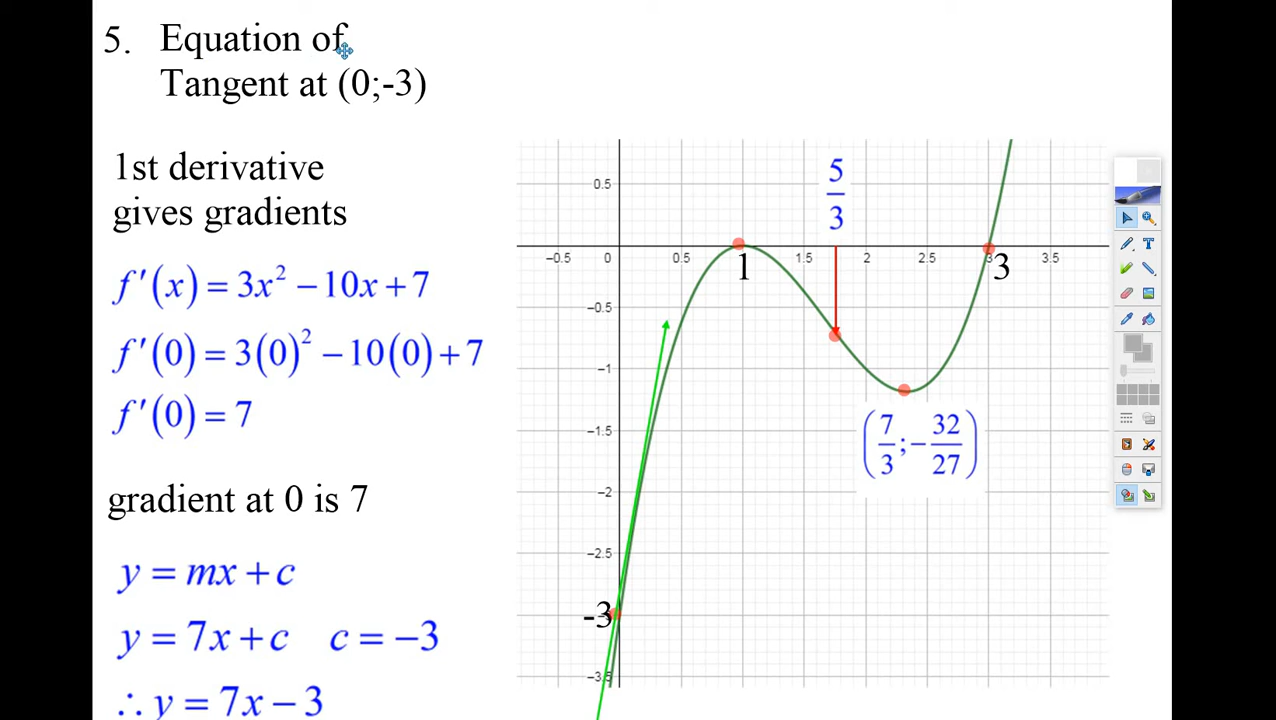 5. Equation of
Tangent at (0;-3)
1st derivative
gives gradients
f'(x) = 3x² − 10x + 7
f'(0) = 3(0)² − 10(0) + 7
f'(0) = 7
gradient at 0 is 7
y = mx + c
y = 7x + c c = −3
∴ y = 7x − 3
5/3
0.5
−0.5 0 0.5 1 1.5 2 2.5 3 3 3.5
−0.5
−1
(7/3 ; −32/27)
−1.5
−2
−2.5
-3
−3.5
T